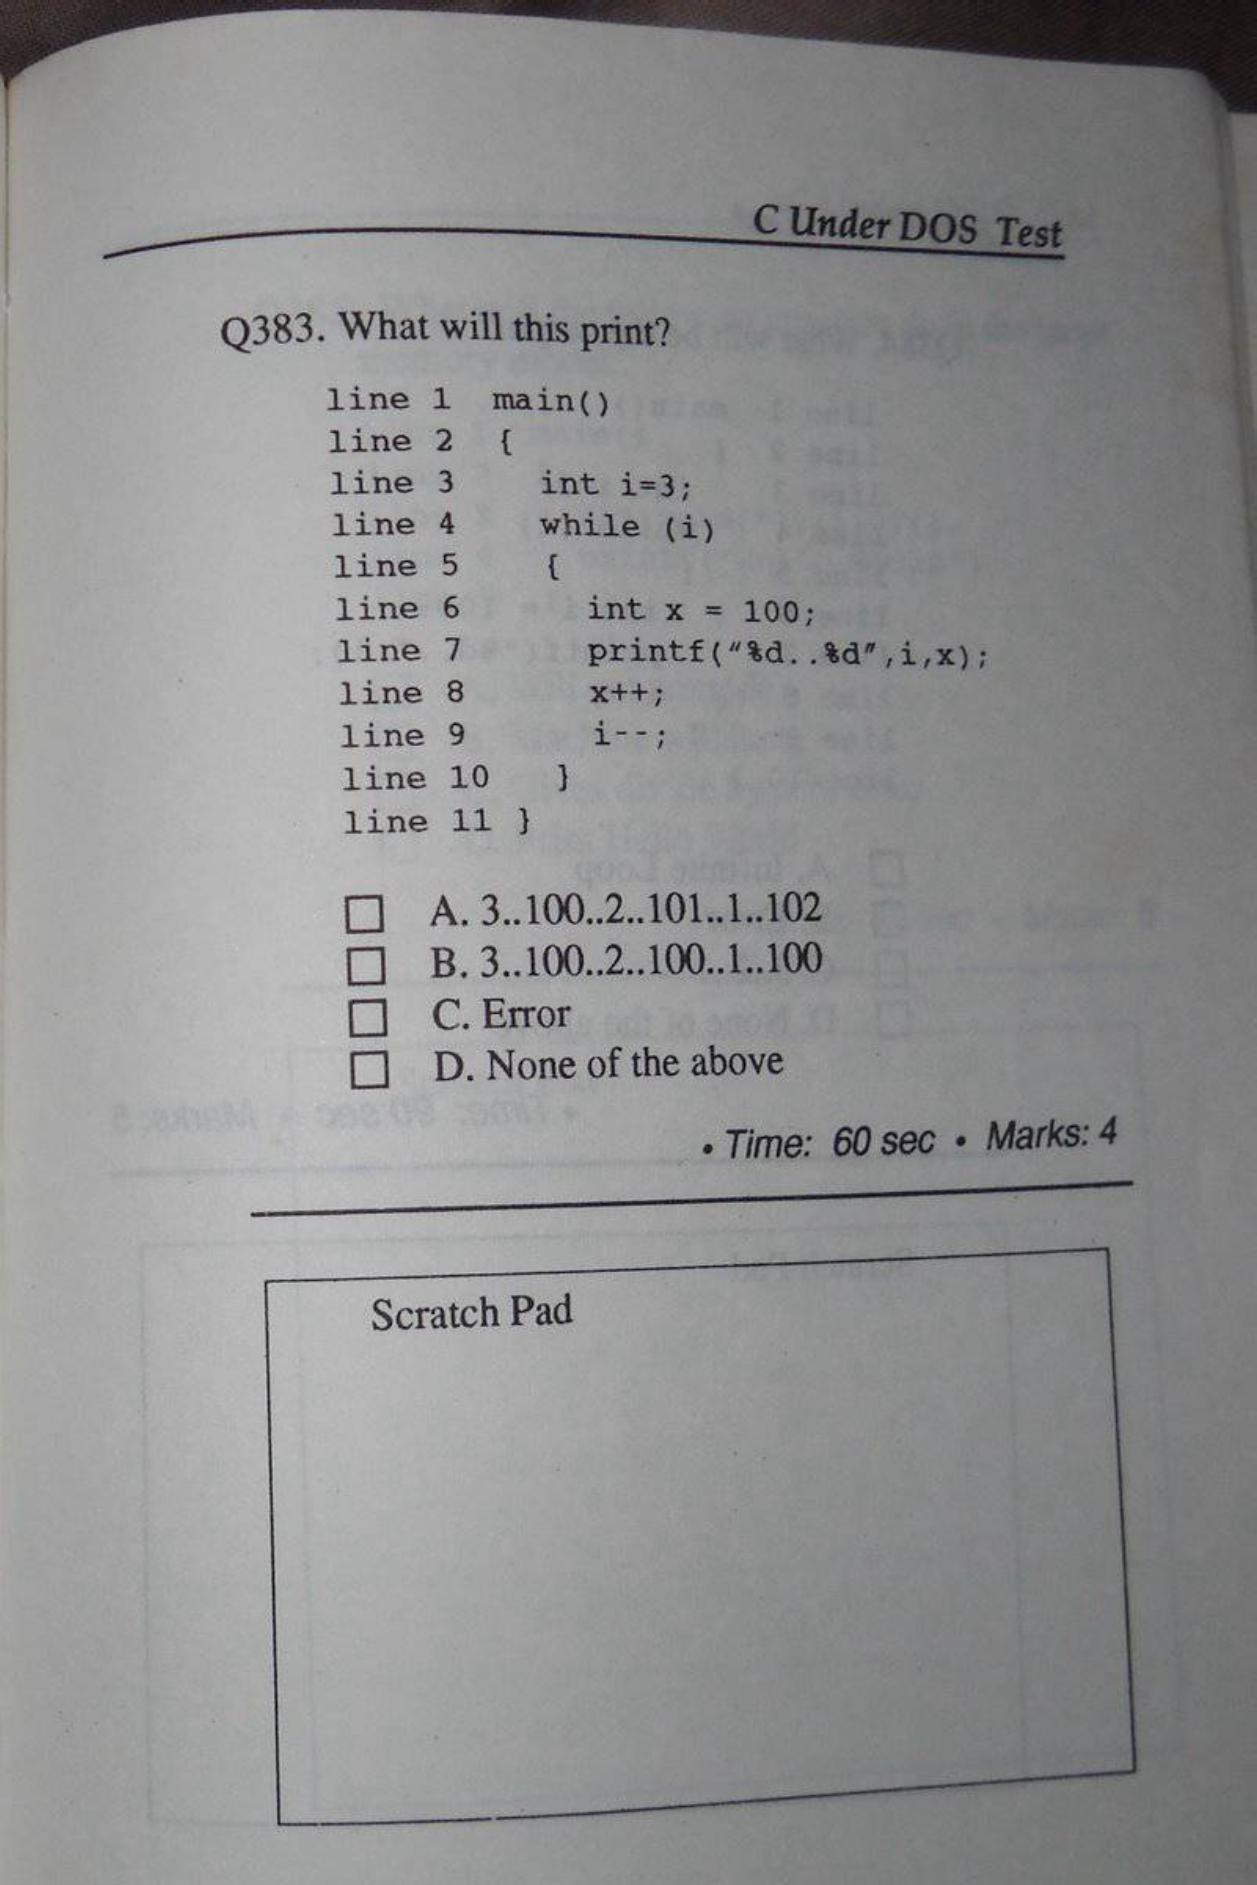 C Under DOS Test
Q383. What will this print?
line 1 main()
line 2 {
line 3 int i=3;
line 4 while (i)
line 5 {
line 6 int x = 100;
line 7 printf("%d..%d",i,x);
line 8 x++;
line 9 i--;
line 10 }
line 11 }
A. 3..100..2..101..1..102
B. 3..100..2..100..1..100
C. Error
D. None of the above
• Time: 60 sec • Marks: 4
Scratch Pad